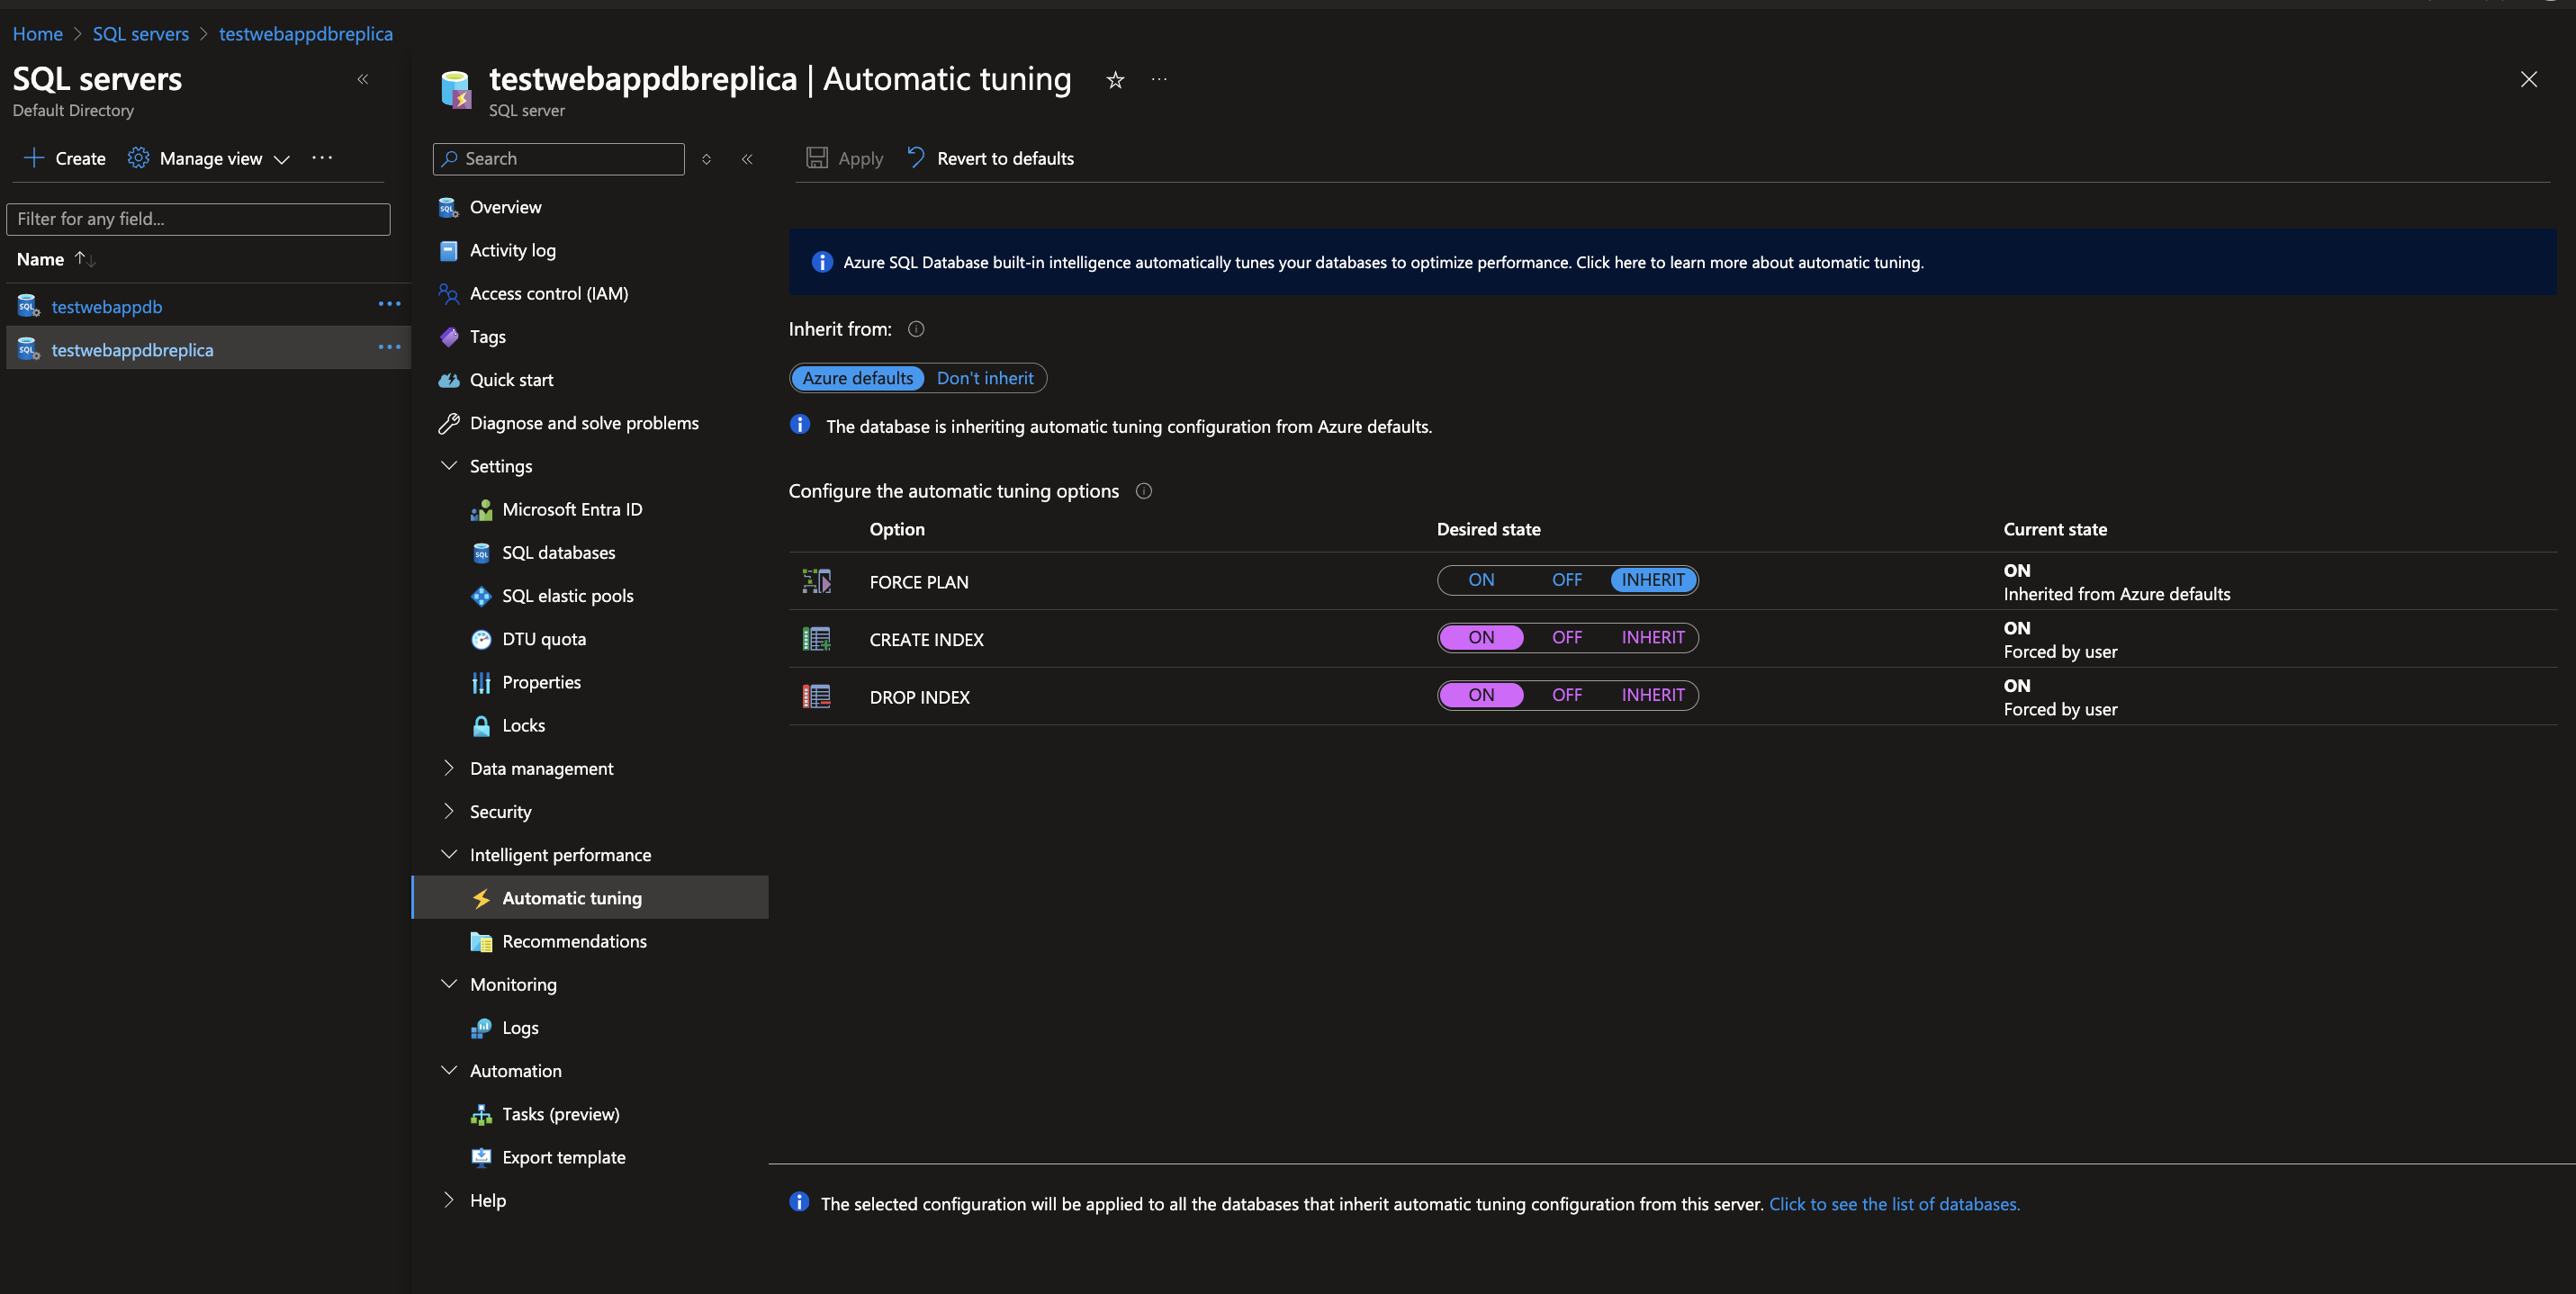 Home > SQL servers > testwebappdbreplica
SQL servers
Default Directory
Create Manage view
Filter for any field...
Name
testwebappdb
testwebappdbreplica
testwebappdbreplica | Automatic tuning
SQL server
Search
Overview
Activity log
Access control (IAM)
Tags
Quick start
Diagnose and solve problems
Settings
Microsoft Entra ID
SQL databases
SQL elastic pools
DTU quota
Properties
Locks
Data management
Security
Intelligent performance
Automatic tuning
Recommendations
Monitoring
Logs
Automation
Tasks (preview)
Export template
Help
Apply Revert to defaults
Azure SQL Database built-in intelligence automatically tunes your databases to optimize performance. Click here to learn more about automatic tuning.
Inherit from:
Azure defaults Don't inherit
The database is inheriting automatic tuning configuration from Azure defaults.
Configure the automatic tuning options
Option Desired state Current state
FORCE PLAN ON OFF INHERIT ON
Inherited from Azure defaults
CREATE INDEX ON OFF INHERIT ON
Forced by user
DROP INDEX ON OFF INHERIT ON
Forced by user
The selected configuration will be applied to all the databases that inherit automatic tuning configuration from this server. Click to see the list of databases.